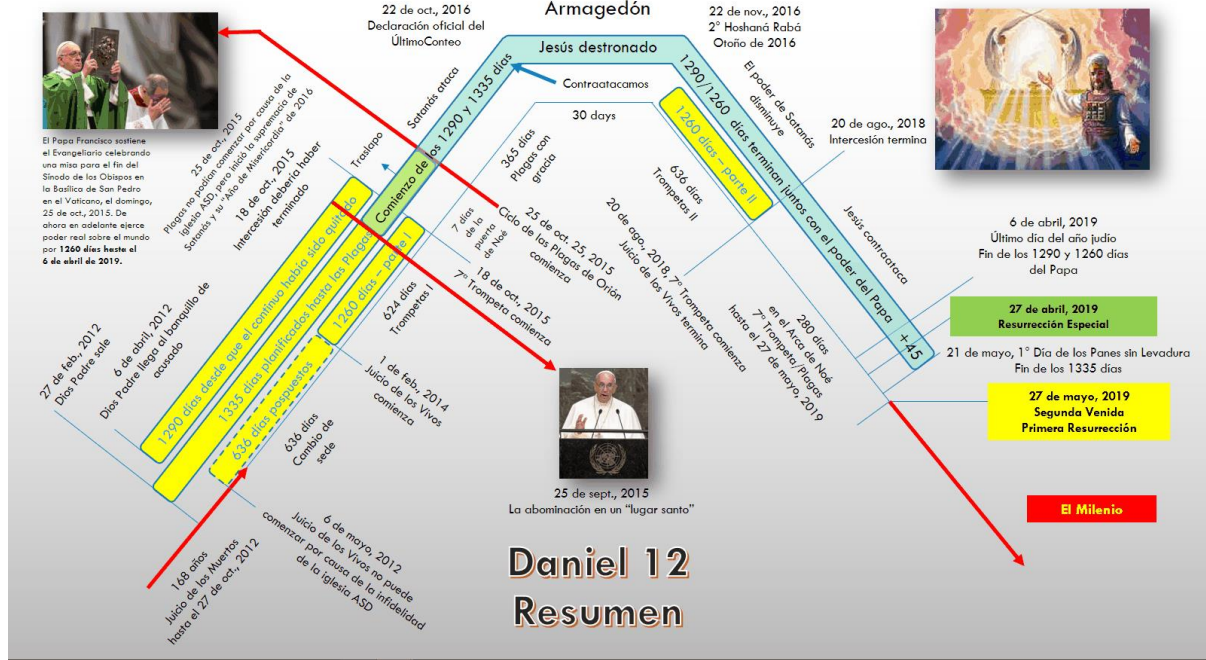 22 de oct., 2016
Declaración oficial del
ÚltimoConteo
Armagedón
Jesús destronado
22 de nov., 2016
2° Hoshaná Rabá
Otoño de 2016
El Papa Francisco sostiene
el Evangeliario celebrando
una misa para el fin del
Sínodo de los Obispos en
la Basílica de San Pedro
en el Vaticano, el domingo,
25 de oct., 2015. De
ahora en adelante ejerce
poder real sobre el mundo
por 1260 días hasta el
6 de abril de 2019.
25 de oct., 2015
Plagas no podían comenzar por causa de la
iglesia ASD, pero inició la supremacía de
Satanás y su "Año de Misericordia" de 2016
18 de oct., 2015
Intercesión debería haber
terminado
Traslapo
Satanás ataca
Comienzo de los 1290 y 1335 días
Contraatacamos
30 days
365 días
Plagas con
gracia
7 días
de la
puerta
de Noé
25 de oct. 25, 2015
Ciclo de las Plagas de Orión
comienza
18 de oct., 2015
7° Trompeta comienza
624 días
Trompetas I
1 de feb., 2014
Juicio de los Vivos
comienza
27 de feb., 2012
Dios Padre sale
6 de abril, 2012
Dios Padre llega al banquillo de
acusado
1290 días desde que el continuo había sido quitado
1335 días planificados hasta las Plagas
1260 días – parte I
636 días pospuestos
636 días
Cambio de
sede
6 de mayo, 2012
Juicio de los Vivos no puede
comenzar por causa de la infidelidad
de la iglesia ASD
168 años
Juicio de los Muertos
hasta el 27 de oct., 2012
1290/1260 días terminan juntos con el poder del Papa
+45
El poder de Satanás
disminuye
1260 días – parte II
636 días
Trompetas II
20 de ago., 2018
Intercesión termina
20 de ago., 2018, 7° Trompeta comienza
Juicio de los Vivos termina
280 días
en el Arca de Noé
7° Trompeta/Plagas
hasta el 27 de mayo, 2019
Jesús contraataca
6 de abril, 2019
Último día del año judío
Fin de los 1290 y 1260 días
del Papa
27 de abril, 2019
Resurrección Especial
21 de mayo, 1° Día de los Panes sin Levadura
Fin de los 1335 días
27 de mayo, 2019
Segunda Venida
Primera Resurrección
El Milenio
25 de sept., 2015
La abominación en un "lugar santo"
Daniel 12
Resumen